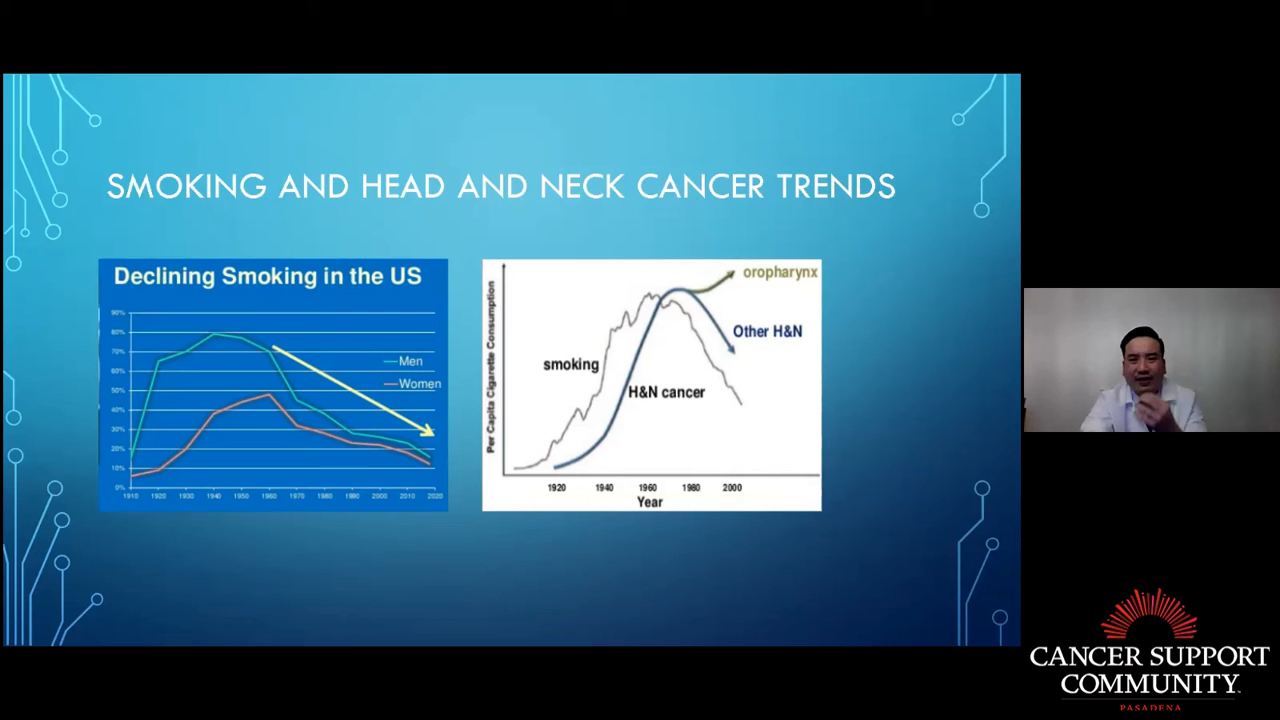 SMOKING AND HEAD AND NECK CANCER TRENDS
Declining Smoking in the US
90%
80%
70%
60%
50%
40%
30%
20%
10%
0%
Men
Women
1910 1920 1930 1940 1950 1960 1970 1980 1990 2000 2010 2020
Per Capita Cigarette Consumption
oropharynx
Other H&N
smoking
H&N cancer
1920 1940 1960 1980 2000
Year
CANCER SUPPORT
COMMUNITY
PASADENA